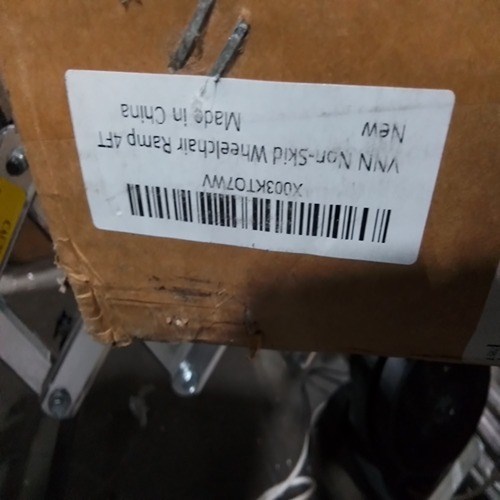 X003KTO7WV
VNN Non-Skid Wheelchair Ramp 4FT
New
Made in China